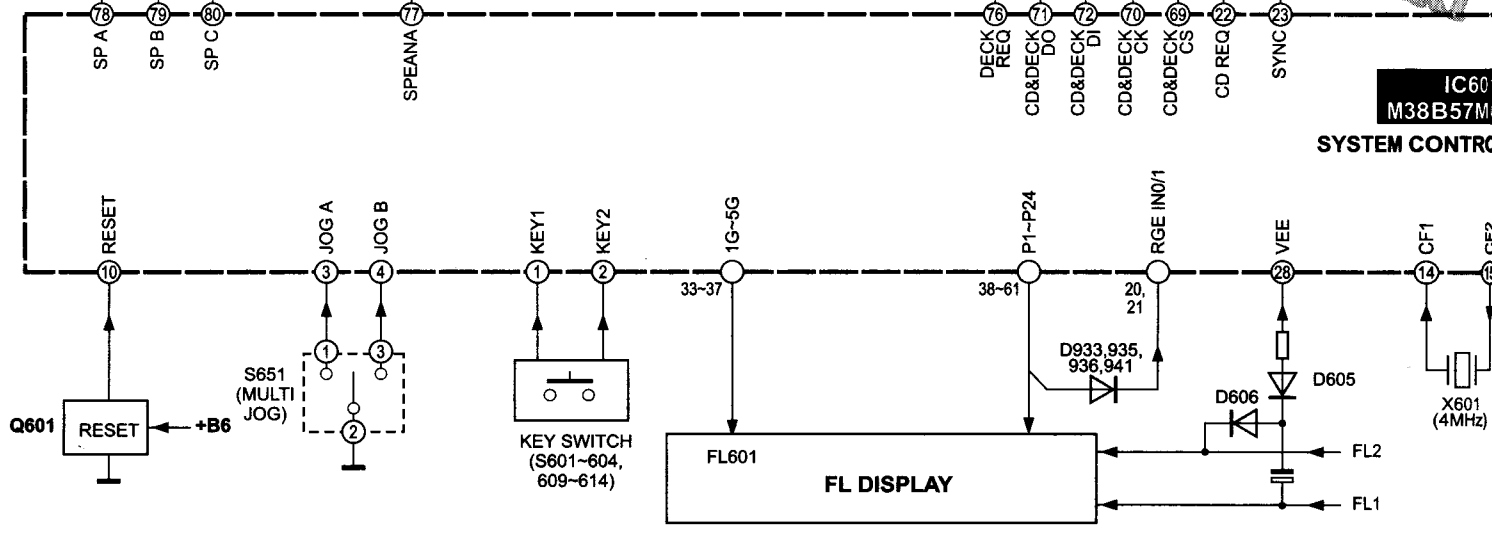 78
79
80
77
76
71
72
70
69
22
23
SP A
SP B
SP C
SPEANA
DECK
REQ
CD&DECK
DO
CD&DECK
DI
CD&DECK
CK
CD&DECK
CS
CD REQ
SYNC
IC601
M38B57M
SYSTEM CONTRO
RESET
JOG A
JOG B
KEY1
KEY2
1G~5G
P1~P24
RGE IN0/1
VEE
CF1
CF2
10
3
4
1
2
33~37
38~61
20,
21
28
14
15
1
3
S651
(MULTI
JOG)
2
D933,935,
936,941
D605
D606
X601
(4MHz)
Q601
RESET
+B6
KEY SWITCH
(S601~604,
609~614)
FL601
FL DISPLAY
FL2
FL1